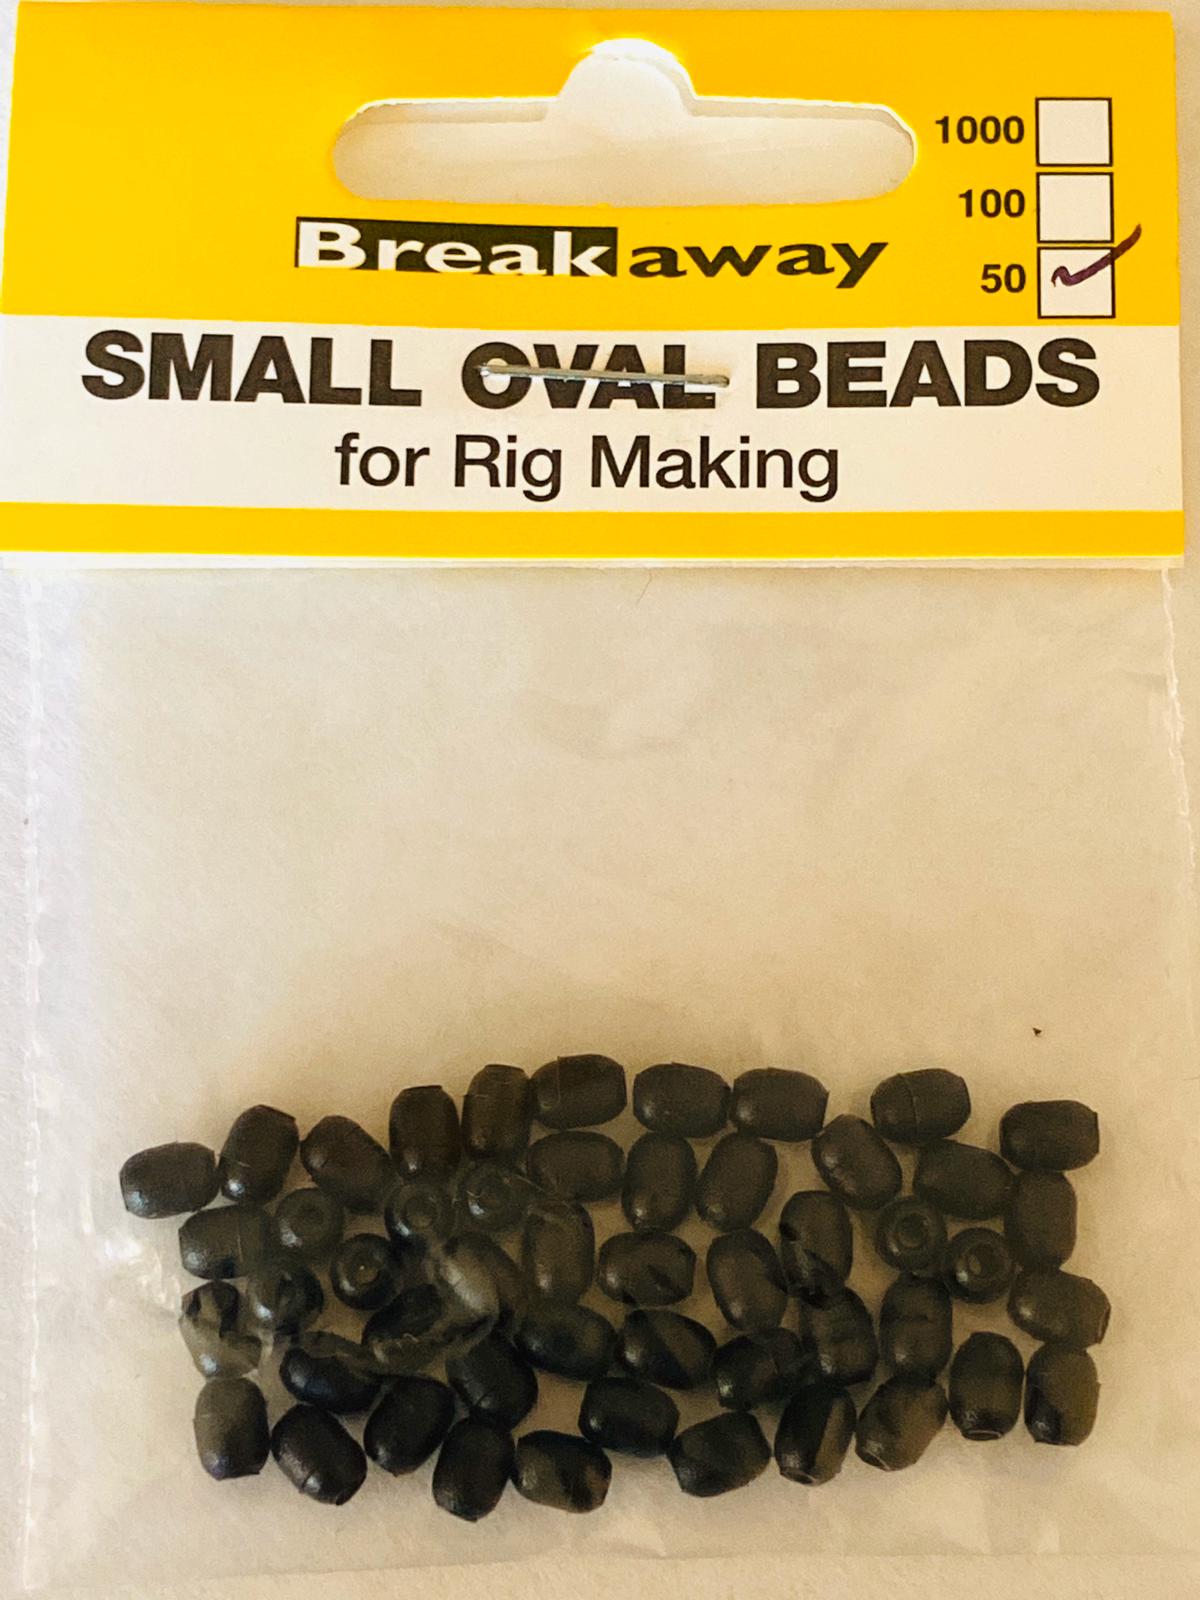 1000
100
50
Breakaway
SMALL OVAL BEADS
for Rig Making